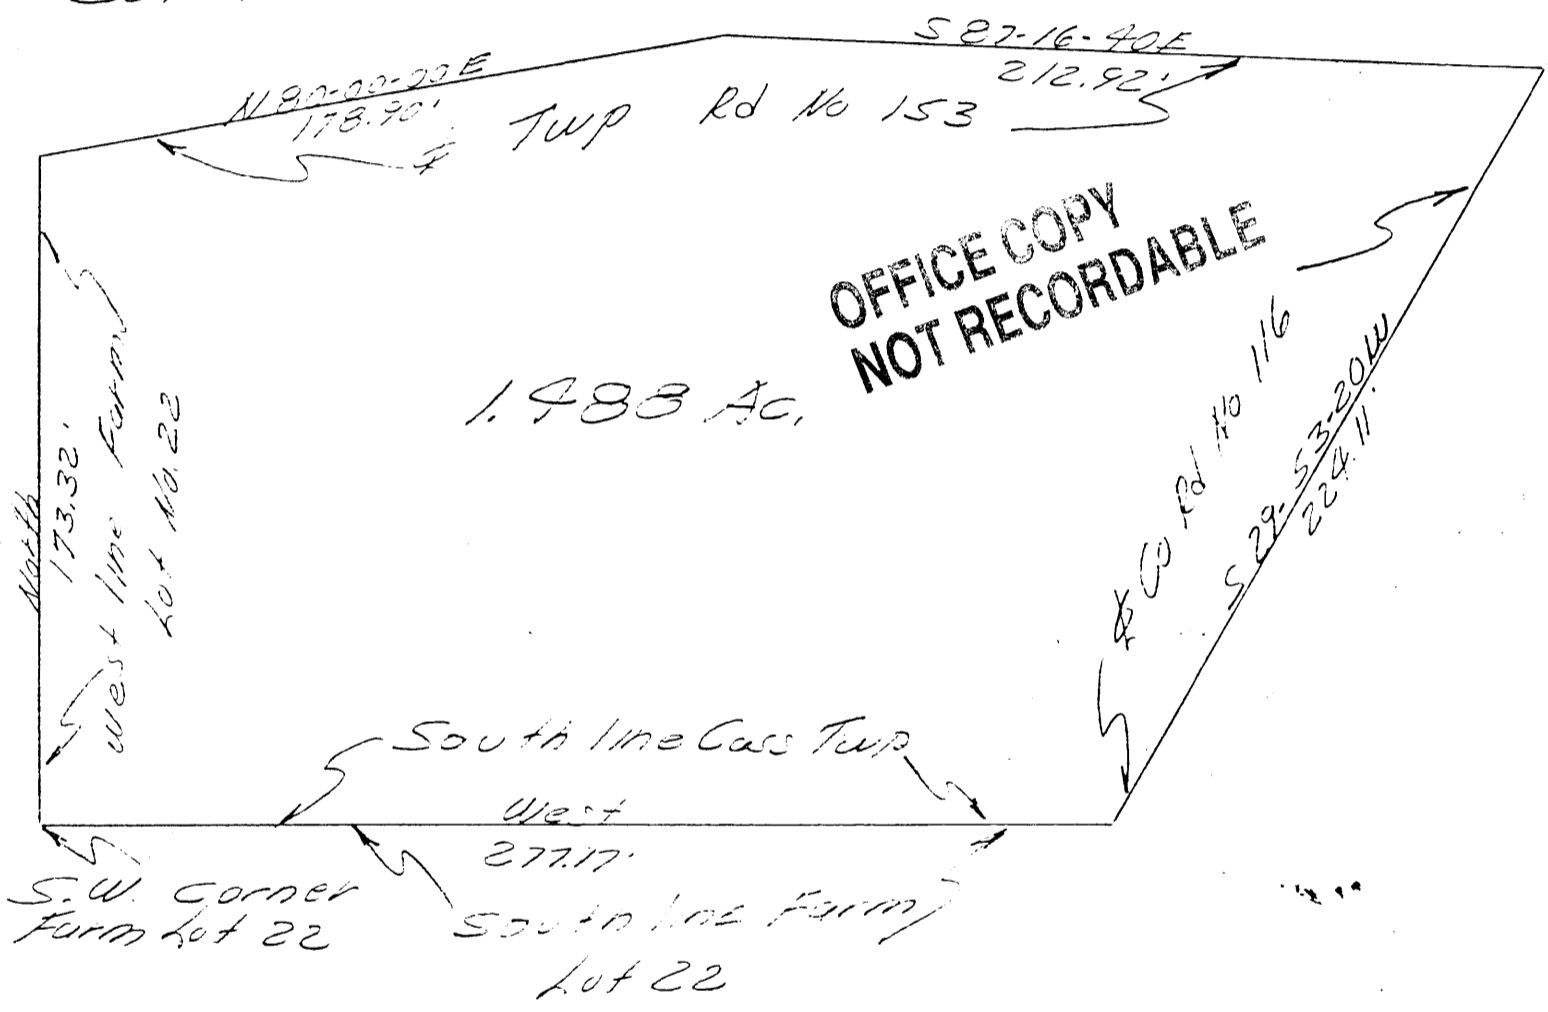 S 87-16-40E
212.92'
N 80-00-00E
178.90'
℄ Twp Rd No 153
OFFICE COPY
NOT RECORDABLE
1.488 Ac.
North
173.32'
West line Farm
Lot No. 22
℄ Co Rd No 116
S 29-53-20W
224.11'
South line Cass Twp
West
277.17'
S.W. Corner
Farm Lot 22
South line Farm
Lot 22